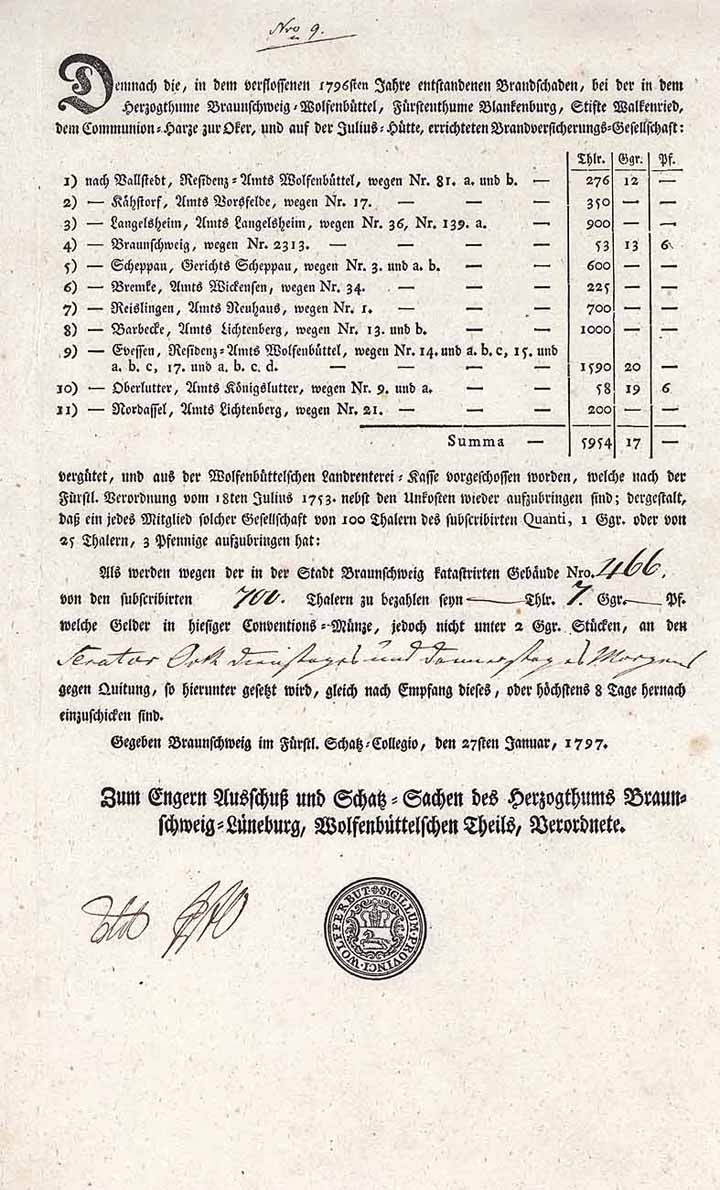 Nro 9.
Demnach die, in dem verflossenen 1796sten Jahre entstandenen Brandschaden, bei der in dem
Herzogthume Braunschweig-Wolfenbüttel, Fürstenthume Blankenburg, Stifte Walkenried,
dem Communion-Harze zur Oker, und auf der Julius-Hütte, errichteten Brandversicherungs-Gesellschaft:
Thlr. Ggr. Pf.
1) nach Vallstedt, Residenz-Amts Wolfenbüttel, wegen Nr. 81. a. und b. — 276 12 —
2) — Kähstorf, Amts Vorsfelde, wegen Nr. 17. — — — 350 — —
3) — Langelsheim, Amts Langelsheim, wegen Nr. 36, Nr. 139. a. — 900 — —
4) — Braunschweig, wegen Nr. 2313. — — — — 53 13 6
5) — Scheppau, Gerichts Scheppau, wegen Nr. 3. und a. b. — — 600 — —
6) — Bremke, Amts Wickensen, wegen Nr. 34. — — — 225 — —
7) — Reislingen, Amts Neuhaus, wegen Nr. 1. — — — 700 — —
8) — Barbecke, Amts Lichtenberg, wegen Nr. 13. und b. — — 1000 — —
9) — Evessen, Residenz-Amts Wolfenbüttel, wegen Nr. 14. und a. b. c, 15. und
a. b. c, 17. und a. b. c. d. — — — — 1590 20 —
10) — Oberlutter, Amts Königslutter, wegen Nr. 9. und a. — — 58 19 6
11) — Nordassel, Amts Lichtenberg, wegen Nr. 21. — — — 200 — —
Summa — 5954 17 —
vergütet, und aus der Wolfenbüttelschen Landrenterei-Kasse vorgeschossen worden, welche nach der
Fürstl. Verordnung vom 18ten Julius 1753. nebst den Unkosten wieder aufzubringen sind; dergestalt,
daß ein jedes Mitglied solcher Gesellschaft von 100 Thalern des subscribirten Quanti, 1 Ggr. oder von
25 Thalern, 3 Pfennige aufzubringen hat:
Als werden wegen der in der Stadt Braunschweig katastrirten Gebäude Nro. 466.
von den subscribirten 700. Thalern zu bezahlen seyn — Thlr. 7. Ggr. — Pf.
welche Gelder in hiesiger Conventions-Münze, jedoch nicht unter 2 Ggr. Stücken, an den
Senator Dienstages und Donnerstages Morgens
gegen Quitung, so hierunter gesetzt wird, gleich nach Empfang dieses, oder höchstens 8 Tage hernach
einzuschicken sind.
Gegeben Braunschweig im Fürstl. Schatz-Collegio, den 27sten Januar, 1797.
Zum Engern Ausschuß und Schatz-Sachen des Herzogthums Braun-
schweig-Lüneburg, Wolfenbüttelschen Theils, Verordnete.
SIGILLUM PROVINCI WOLFFERBUT